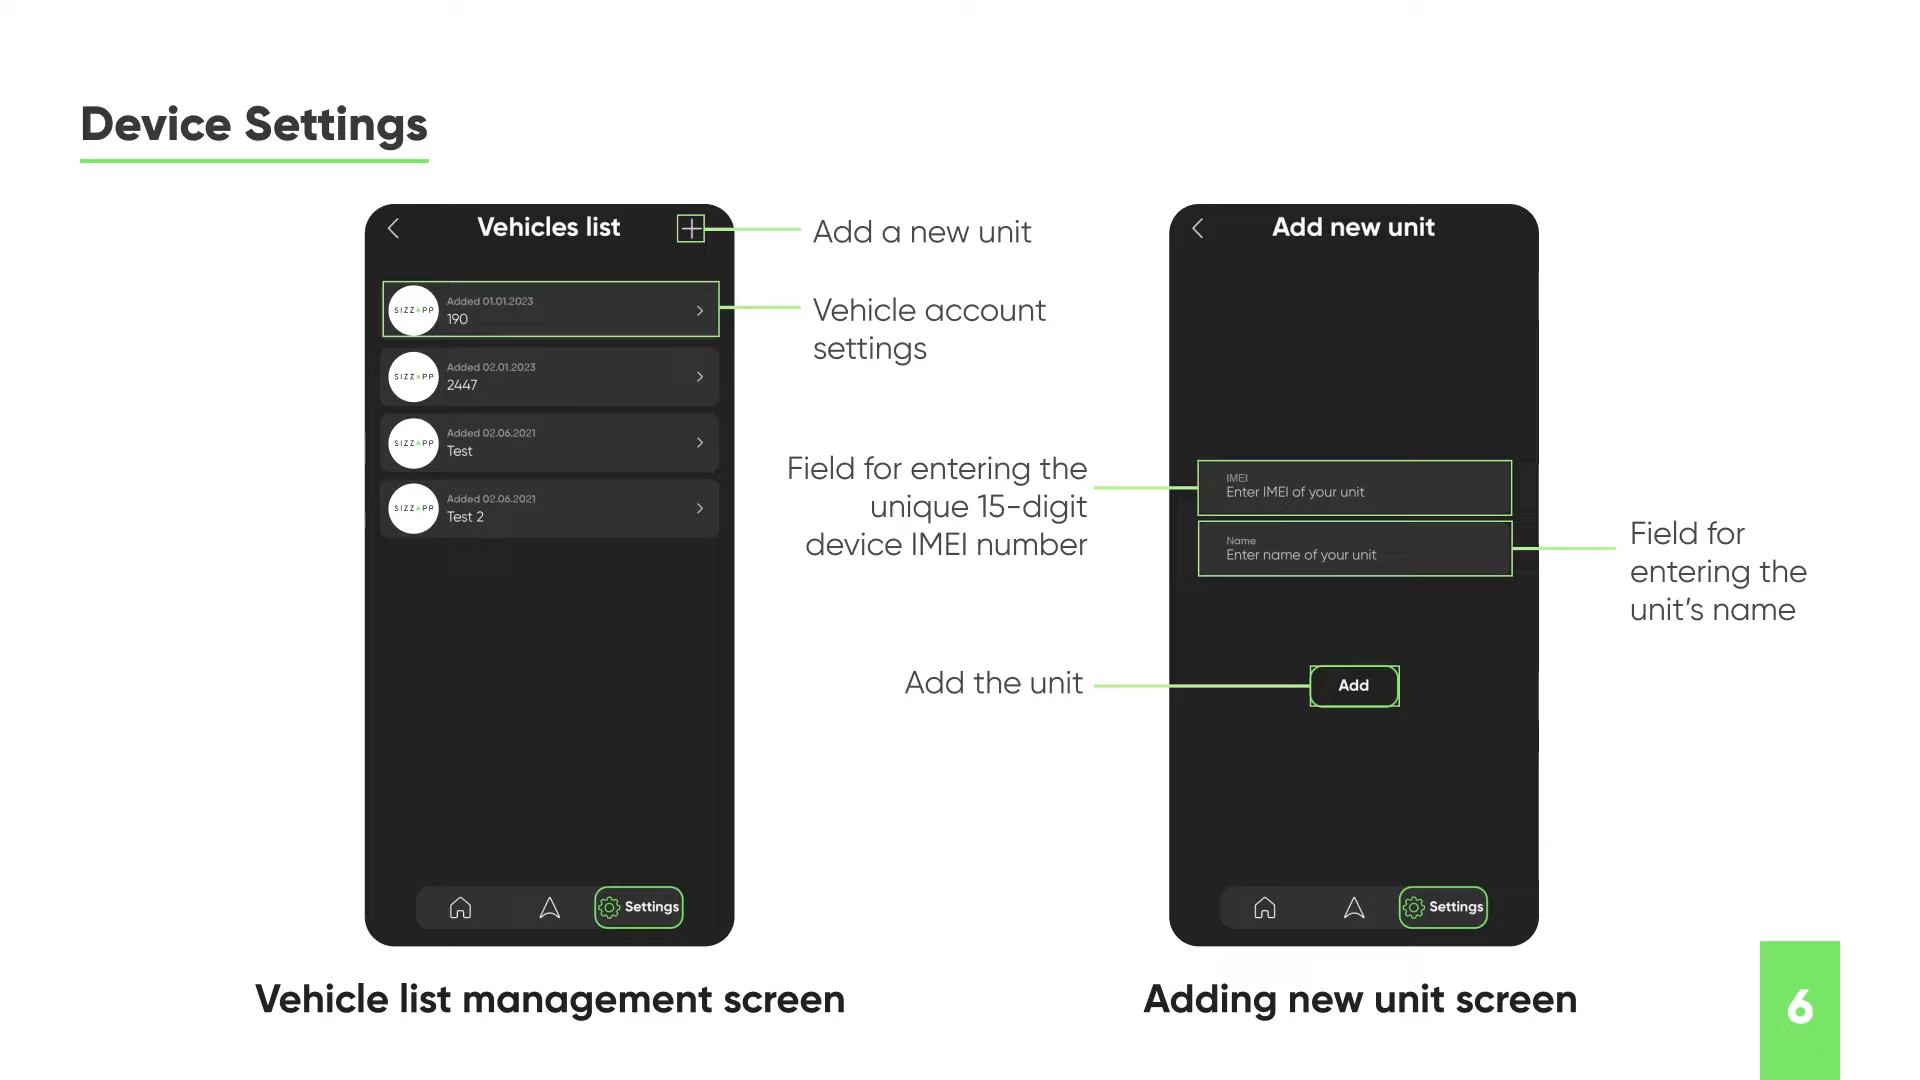 Device Settings
Vehicles list
Add a new unit
SIZZAPP
Added 01.01.2023
190
Vehicle account
settings
SIZZAPP
Added 02.01.2023
2447
SIZZAPP
Added 02.06.2021
Test
SIZZAPP
Added 02.06.2021
Test 2
Settings
Vehicle list management screen
Add new unit
Field for entering the
unique 15-digit
device IMEI number
IMEI
Enter IMEI of your unit
Name
Enter name of your unit
Field for
entering the
unit’s name
Add the unit
Add
Settings
Adding new unit screen
6